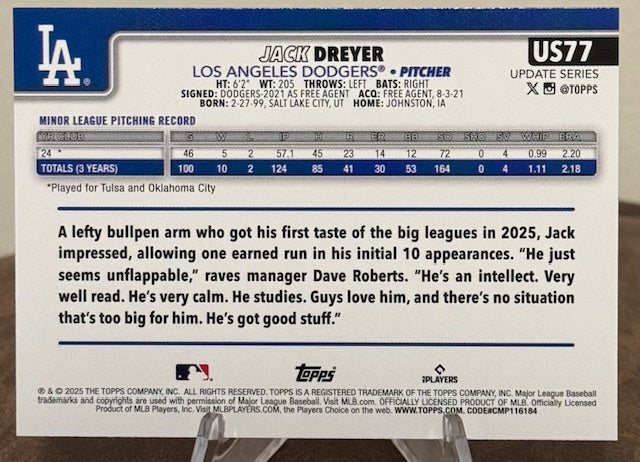 LA
US77
JACK DREYER
LOS ANGELES DODGERS® • PITCHER
UPDATE SERIES
HT: 6'2" WT: 205 THROWS: LEFT BATS: RIGHT
@TOPPS
SIGNED: DODGERS-2021 AS FREE AGENT ACQ: FREE AGENT, 8-3-21
BORN: 2-27-99, SALT LAKE CITY, UT HOME: JOHNSTON, IA
MINOR LEAGUE PITCHING RECORD
YR CLUB G W L IP H R ER BB SO SHO SV WHIP ERA
24 * 46 5 2 57.1 45 23 14 12 72 0 4 0.99 2.20
TOTALS (3 YEARS) 100 10 2 124 85 41 30 53 164 0 4 1.11 2.18
*Played for Tulsa and Oklahoma City
A lefty bullpen arm who got his first taste of the big leagues in 2025, Jack
impressed, allowing one earned run in his initial 10 appearances. "He just
seems unflappable," raves manager Dave Roberts. "He's an intellect. Very
well read. He's very calm. He studies. Guys love him, and there's no situation
that's too big for him. He's got good stuff."
Topps
PLAYERS
® & © 2025 THE TOPPS COMPANY, INC. ALL RIGHTS RESERVED. TOPPS IS A REGISTERED TRADEMARK OF THE TOPPS COMPANY, INC. Major League Baseball
trademarks and copyrights are used with permission of Major League Baseball. Visit MLB.com. OFFICIALLY LICENSED PRODUCT OF MLB. Officially Licensed
Product of MLB Players, Inc. Visit MLBPLAYERS.COM, the Players Choice on the web. WWW.TOPPS.COM. CODE#CMP116184